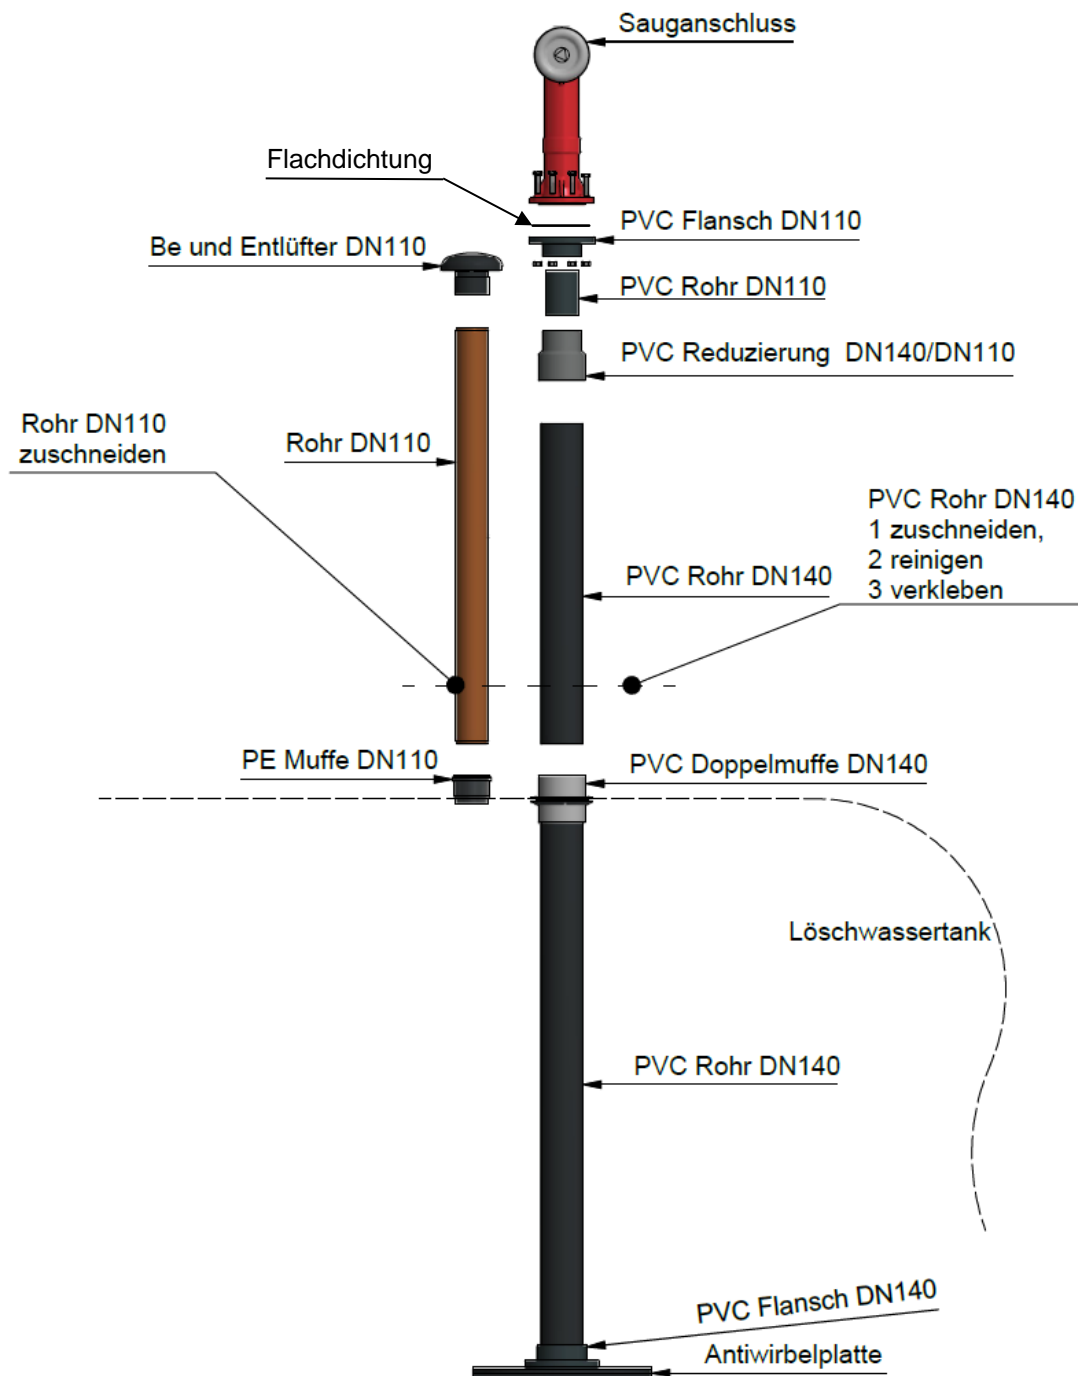 Sauganschluss
Flachdichtung
PVC Flansch DN110
Be und Entlüfter DN110
PVC Rohr DN110
PVC Reduzierung DN140/DN110
Rohr DN110
zuschneiden
Rohr DN110
PVC Rohr DN140
1 zuschneiden,
2 reinigen
3 verkleben
PVC Rohr DN140
PE Muffe DN110
PVC Doppelmuffe DN140
Löschwassertank
PVC Rohr DN140
PVC Flansch DN140
Antiwirbelplatte